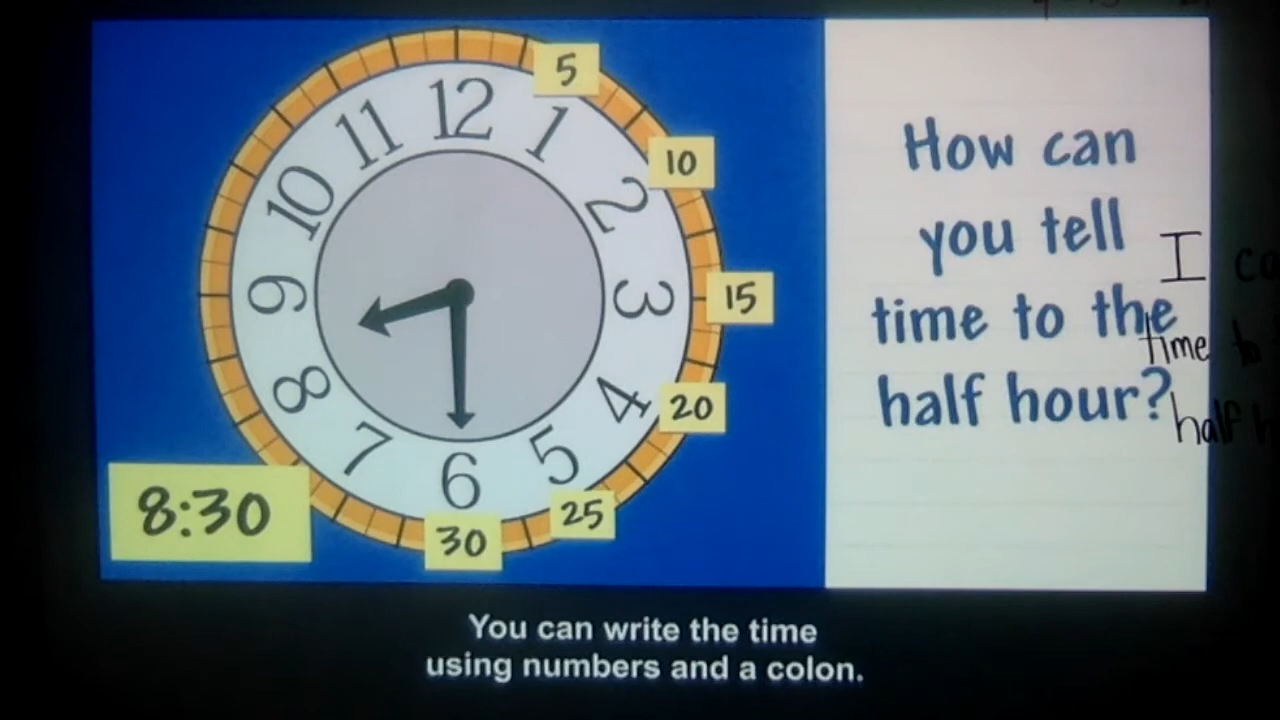 12
1
2
3
4
5
6
7
8
9
10
11
5
10
15
20
25
30
8:30
How can
you tell
time to the
half hour?
I
time to
half
You can write the time
using numbers and a colon.